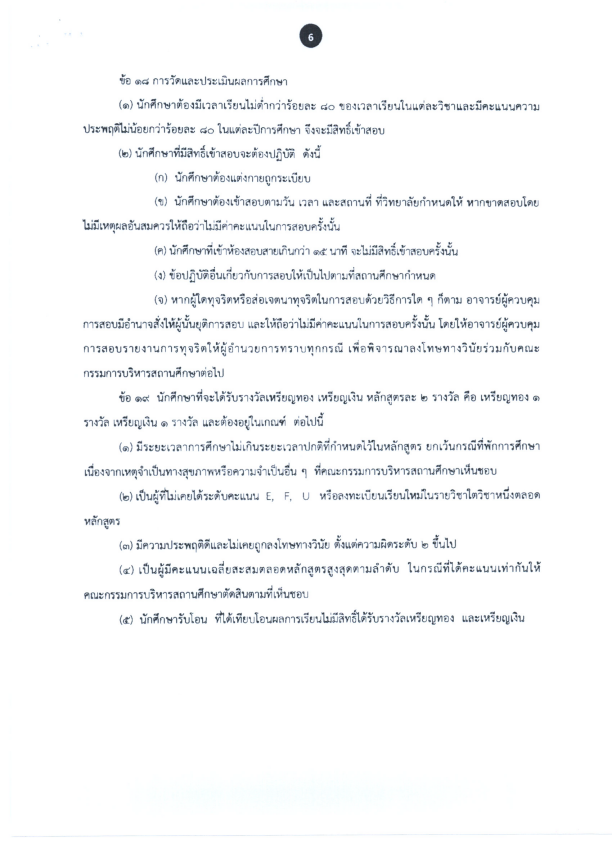 6
ข้อ ๑๘ การวัดและประเมินผลการศึกษา
(๑) นักศึกษาต้องมีเวลาเรียนไม่ต่ำกว่าร้อยละ ๘๐ ของเวลาเรียนในแต่ละวิชาและมีคะแนนความ
ประพฤติไม่น้อยกว่าร้อยละ ๘๐ ในแต่ละปีการศึกษา จึงจะมีสิทธิ์เข้าสอบ
(๒) นักศึกษาที่มีสิทธิ์เข้าสอบจะต้องปฏิบัติ ดังนี้
(ก) นักศึกษาต้องแต่งกายถูกระเบียบ
(ข) นักศึกษาต้องเข้าสอบตามวัน เวลา และสถานที่ ที่วิทยาลัยกำหนดให้ หากขาดสอบโดย
ไม่มีเหตุผลอันสมควรให้ถือว่าไม่มีค่าคะแนนในการสอบครั้งนั้น
(ค) นักศึกษาที่เข้าห้องสอบสายเกินกว่า ๑๕ นาที จะไม่มีสิทธิ์เข้าสอบครั้งนั้น
(ง) ข้อปฏิบัติอื่นเกี่ยวกับการสอบให้เป็นไปตามที่สถานศึกษากำหนด
(จ) หากผู้ใดทุจริตหรือส่อเจตนาทุจริตในการสอบด้วยวิธีการใด ๆ ก็ตาม อาจารย์ผู้ควบคุม
การสอบมีอำนาจสั่งให้ผู้นั้นยุติการสอบ และให้ถือว่าไม่มีค่าคะแนนในการสอบครั้งนั้น โดยให้อาจารย์ผู้ควบคุม
การสอบรายงานการทุจริตให้ผู้อำนวยการทราบทุกกรณี เพื่อพิจารณาลงโทษทางวินัยร่วมกับคณะ
กรรมการบริหารสถานศึกษาต่อไป
ข้อ ๑๙ นักศึกษาที่จะได้รับรางวัลเหรียญทอง เหรียญเงิน หลักสูตรละ ๒ รางวัล คือ เหรียญทอง ๑
รางวัล เหรียญเงิน ๑ รางวัล และต้องอยู่ในเกณฑ์ ต่อไปนี้
(๑) มีระยะเวลาการศึกษาไม่เกินระยะเวลาปกติที่กำหนดไว้ในหลักสูตร ยกเว้นกรณีที่พักการศึกษา
เนื่องจากเหตุจำเป็นทางสุขภาพหรือความจำเป็นอื่น ๆ ที่คณะกรรมการบริหารสถานศึกษาเห็นชอบ
(๒) เป็นผู้ที่ไม่เคยได้ระดับคะแนน E, F, U หรือลงทะเบียนเรียนใหม่ในรายวิชาใดวิชาหนึ่งตลอด
หลักสูตร
(๓) มีความประพฤติดีและไม่เคยถูกลงโทษทางวินัย ตั้งแต่ความผิดระดับ ๒ ขึ้นไป
(๔) เป็นผู้มีคะแนนเฉลี่ยสะสมตลอดหลักสูตรสูงสุดตามลำดับ ในกรณีที่ได้คะแนนเท่ากันให้
คณะกรรมการบริหารสถานศึกษาตัดสินตามที่เห็นชอบ
(๕) นักศึกษารับโอน ที่ได้เทียบโอนผลการเรียนไม่มีสิทธิ์ได้รับรางวัลเหรียญทอง และเหรียญเงิน